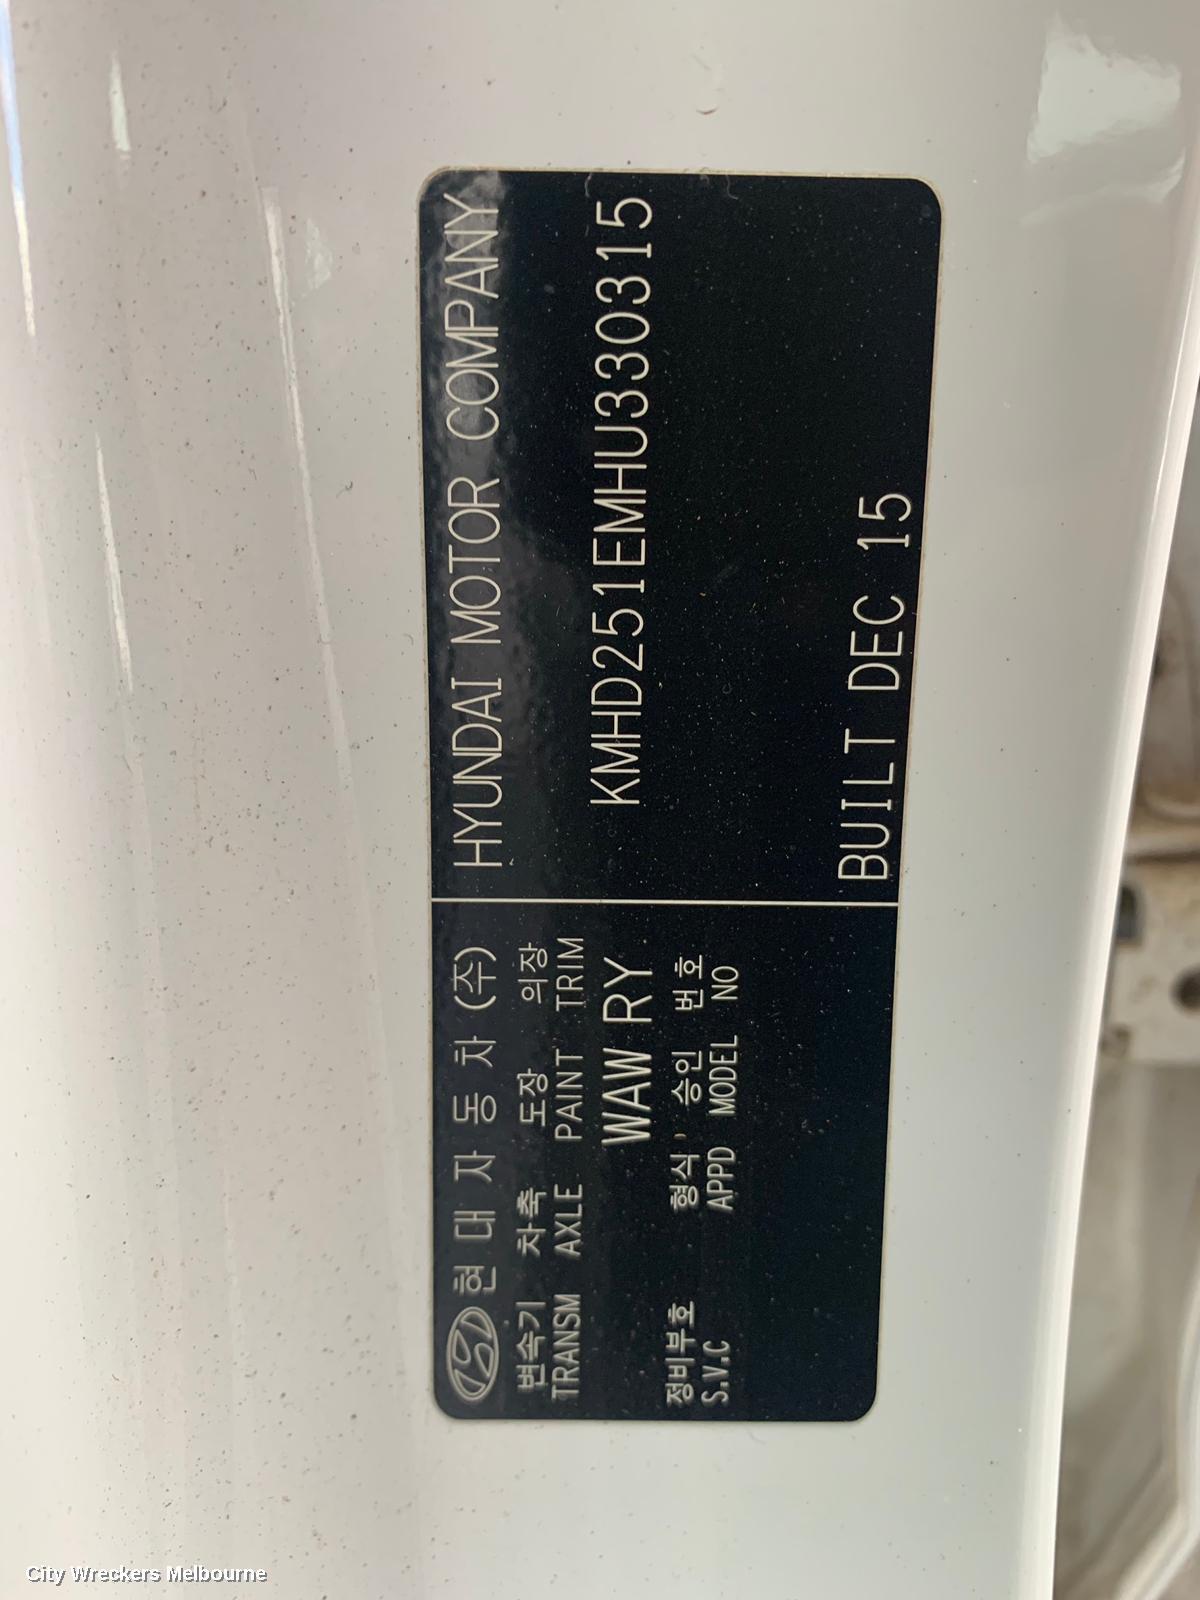 현대자동차(주)
변속기 차축 도장 의장
TRANSM AXLE PAINT TRIM
WAW RY
정비부호 형식 승인 번호
S.V.C APPD MODEL NO
HYUNDAI MOTOR COMPANY
KMHD251EMHU330315
BUILT DEC 15
City Wreckers Melbourne